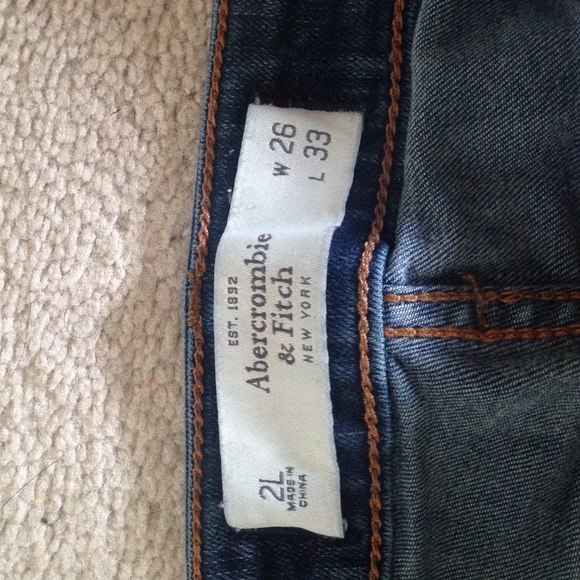 2L
MADE IN
CHINA
EST. 1892
Abercrombie
& Fitch
NEW YORK
W 26
L 33